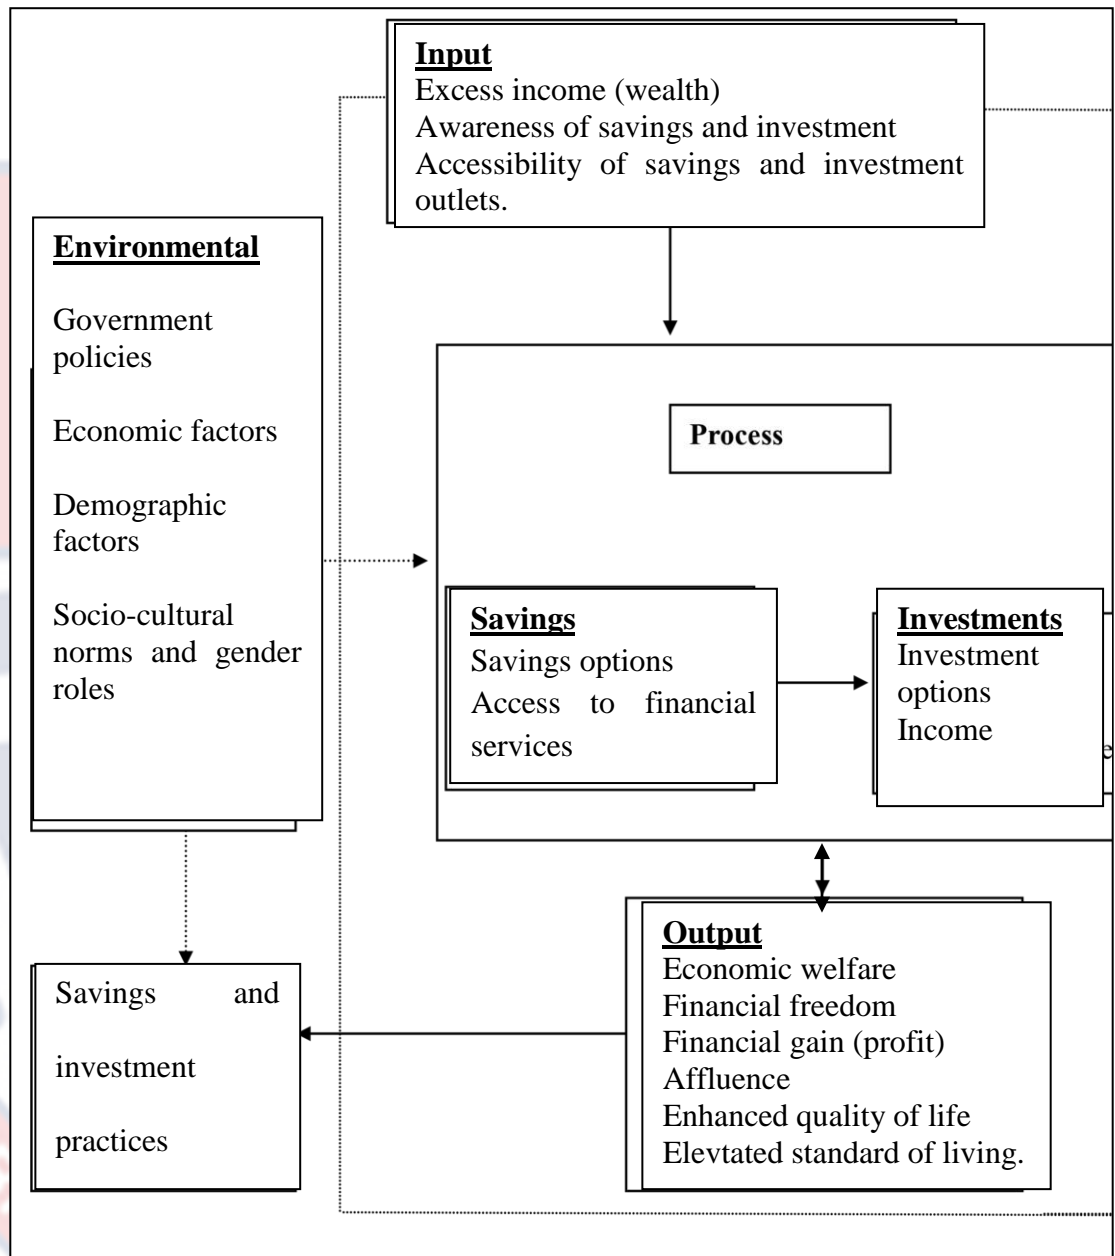 Input
Excess income (wealth)
Awareness of savings and investment
Accessibility of savings and investment
outlets.
Environmental
Government
policies
Economic factors
Demographic
factors
Socio-cultural
norms and gender
roles
Process
Savings
Savings options
Access to financial
services
Investments
Investment
options
Income
e
Output
Economic welfare
Financial freedom
Financial gain (profit)
Affluence
Enhanced quality of life
Elevtated standard of living.
Savings and
investment
practices